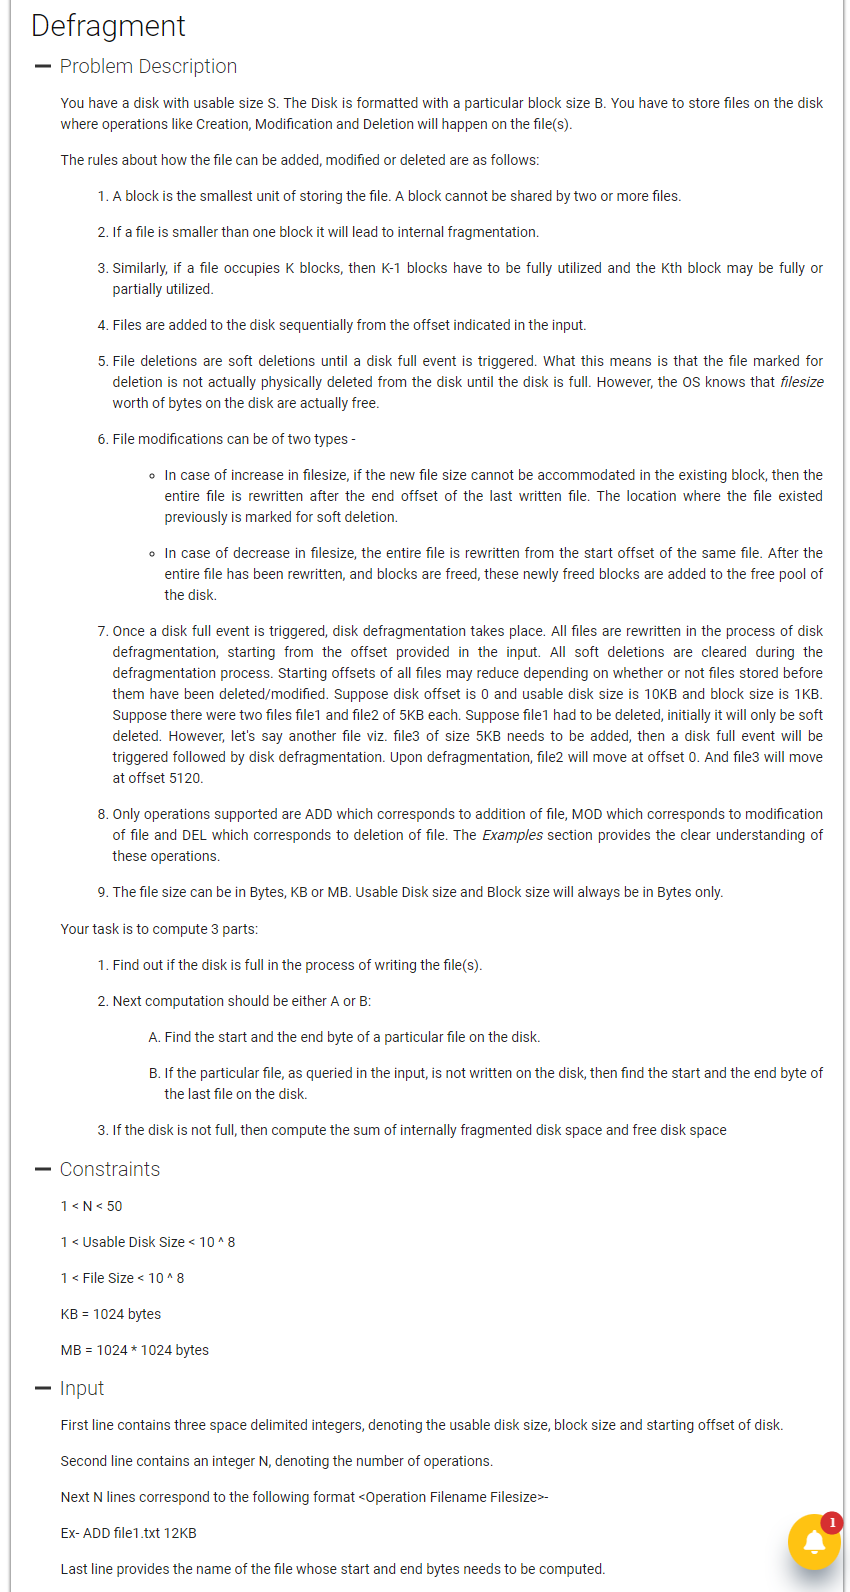 Defragment
Problem Description
You have a disk with usable size S. The Disk is formatted with a particular block size B. You have to store files on the disk
where operations like Creation, Modification and Deletion will happen on the file(s).
The rules about how the file can be added, modified or deleted are as follows:
1. A block is the smallest unit of storing the file. A block cannot be shared by two or more files.
2. If a file is smaller than one block it will lead to internal fragmentation.
3. Similarly, if a file occupies K blocks, then K-1 blocks have to be fully utilized and the Kth block may be fully or
partially utilized.
4. Files are added to the disk sequentially from the offset indicated in the input.
5. File deletions are soft deletions until a disk full event is triggered. What this means is that the file marked for
deletion is not actually physically deleted from the disk until the disk is full. However, the OS knows that filesize
worth of bytes on the disk are actually free.
6. File modifications can be of two types -
In case of increase in filesize, if the new file size cannot be accommodated in the existing block, then the
entire file is rewritten after the end offset of the last written file. The location where the file existed
previously is marked for soft deletion.
In case of decrease in filesize, the entire file is rewritten from the start offset of the same file. After the
entire file has been rewritten, and blocks are freed, these newly freed blocks are added to the free pool of
the disk.
7. Once a disk full event is triggered, disk defragmentation takes place. All files are rewritten in the process of disk
defragmentation, starting from the offset provided in the input. All soft deletions are cleared during the
defragmentation process. Starting offsets of all files may reduce depending on whether or not files stored before
them have been deleted/modified. Suppose disk offset is 0 and usable disk size is 10KB and block size is 1KB.
Suppose there were two files file1 and file2 of 5KB each. Suppose file1 had to be deleted, initially it will only be soft
deleted. However, let's say another file viz. file3 of size 5KB needs to be added, then a disk full event will be
triggered followed by disk defragmentation. Upon defragmentation, file2 will move at offset 0. And file3 will move
at offset 5120.
8. Only operations supported are ADD which corresponds to addition of file, MOD which corresponds to modification
of file and DEL which corresponds to deletion of file. The Examples section provides the clear understanding of
these operations.
9. The file size can be in Bytes, KB or MB. Usable Disk size and Block size will always be in Bytes only.
Your task is to compute 3 parts:
1. Find out if the disk is full in the process of writing the file(s).
2. Next computation should be either A or B:
A. Find the start and the end byte of a particular file on the disk.
B. If the particular file, as queried in the input, is not written on the disk, then find the start and the end byte of
the last file on the disk.
3. If the disk is not full, then compute the sum of internally fragmented disk space and free disk space
Constraints
1 < N < 50
1 < Usable Disk Size < 10 ^ 8
1 < File Size < 10 ^ 8
KB = 1024 bytes
MB = 1024 * 1024 bytes
Input
First line contains three space delimited integers, denoting the usable disk size, block size and starting offset of disk.
Second line contains an integer N, denoting the number of operations.
Next N lines correspond to the following format <Operation Filename Filesize>-
Ex- ADD file1.txt 12KB
1
Last line provides the name of the file whose start and end bytes needs to be computed.